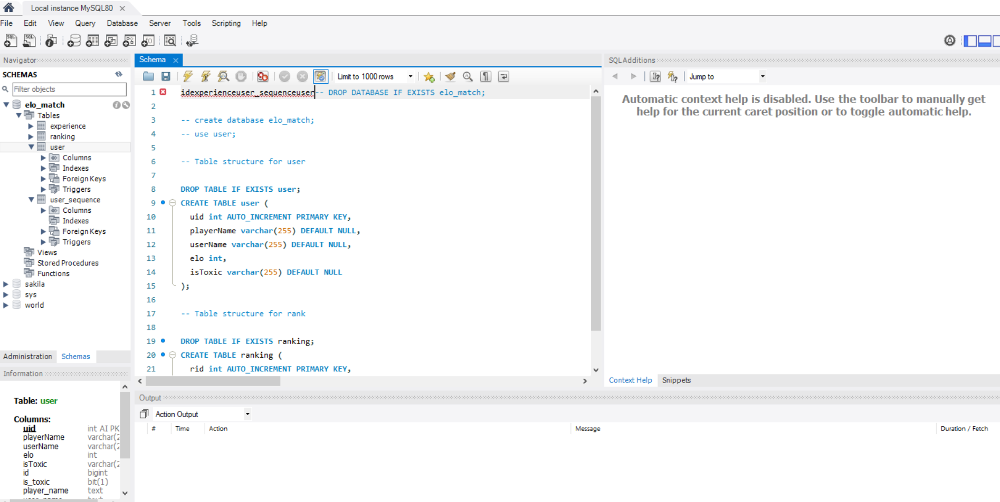 Local instance MySQL80
File Edit View Query Database Server Tools Scripting Help
Navigator
SCHEMAS
Filter objects
elo_match
Tables
experience
ranking
user
Columns
Indexes
Foreign Keys
Triggers
user_sequence
Columns
Indexes
Foreign Keys
Triggers
Views
Stored Procedures
Functions
sakila
sys
world
Administration Schemas
Information
Table: user
Columns:
uid int AI PK
playerName varchar(2
userName varchar(2
elo int
isToxic varchar(2
id bigint
is_toxic bit(1)
player_name text
Schema
Limit to 1000 rows
1 idexperienceuser_sequenceuser-- DROP DATABASE IF EXISTS elo_match;
2
3 -- create database elo_match;
4 -- use user;
5
6 -- Table structure for user
7
8 DROP TABLE IF EXISTS user;
9 CREATE TABLE user (
10 uid int AUTO_INCREMENT PRIMARY KEY,
11 playerName varchar(255) DEFAULT NULL,
12 userName varchar(255) DEFAULT NULL,
13 elo int,
14 isToxic varchar(255) DEFAULT NULL
15 );
16
17 -- Table structure for rank
18
19 DROP TABLE IF EXISTS ranking;
20 CREATE TABLE ranking (
21 rid int AUTO_INCREMENT PRIMARY KEY,
SQLAdditions
Jump to
Automatic context help is disabled. Use the toolbar to manually get
help for the current caret position or to toggle automatic help.
Context Help Snippets
Output
Action Output
# Time Action Message Duration / Fetch